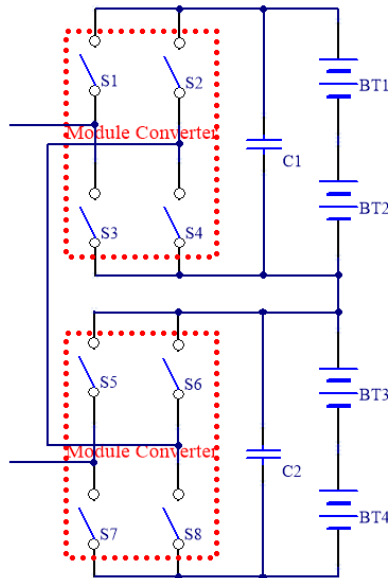 S1
S2
BT1
Module Converter
C1
S3
S4
BT2
S5
S6
BT3
Module Converter
C2
S7
S8
BT4